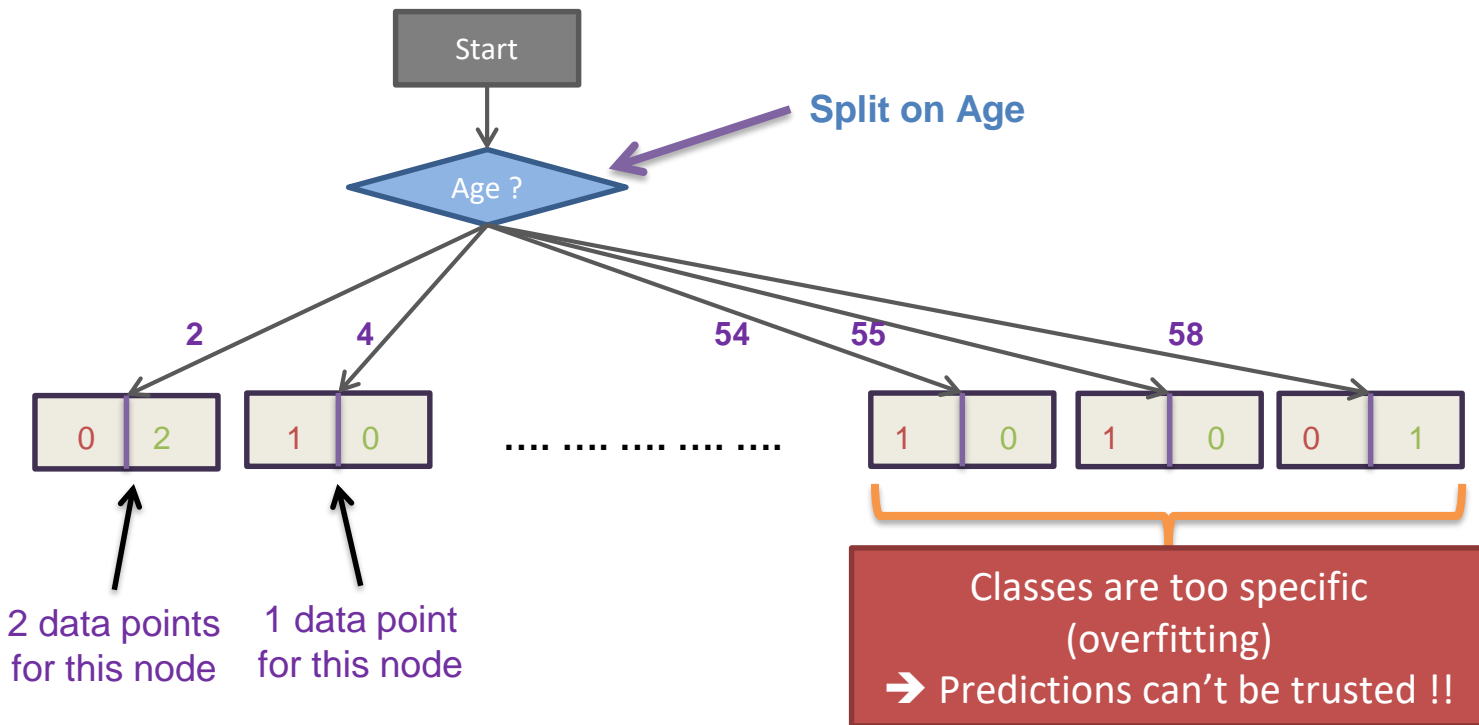 Start
Split on Age
Age ?
2
4
54
55
58
0 2
1 0
.... .... .... .... ....
1 0
1 0
0 1
2 data points
for this node
1 data point
for this node
Classes are too specific
(overfitting)
➔ Predictions can’t be trusted !!